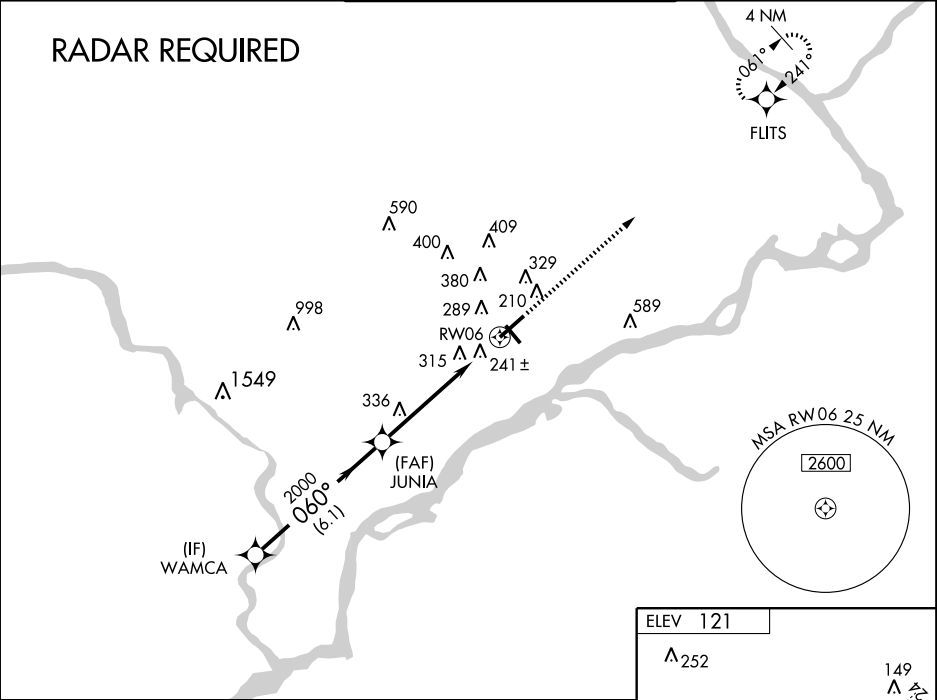 RADAR REQUIRED
4 NM
061°
241°
FLITS
590
400
409
380
329
289
210
998
589
RW06
315
241±
1549
336
(FAF)
JUNIA
2000
060°
(6.1)
(IF)
WAMCA
MSA RW06 25 NM
2600
ELEV 121
252
149